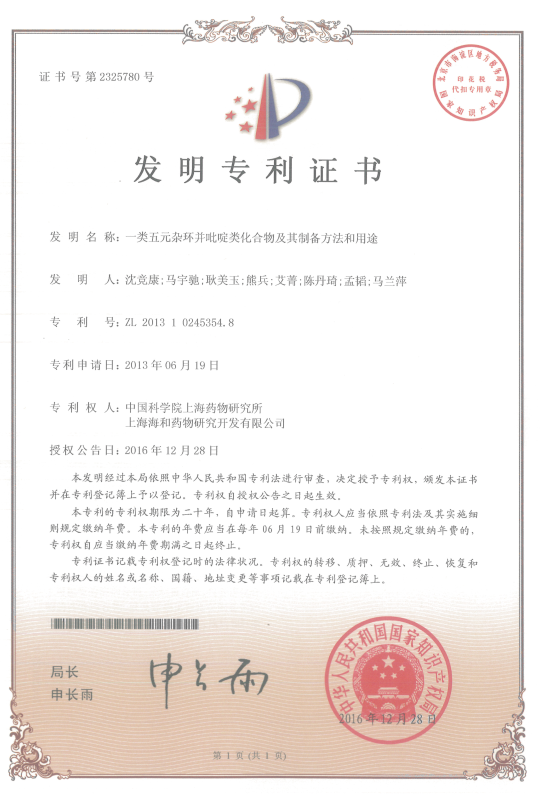 证书号第2325780号
北京市海淀区地方税务局
印花税
代扣专用章
国家知识产权局
发明专利证书
发明名称：一类五元杂环并吡啶类化合物及其制备方法和用途
发明人：沈竞康;马宇驰;耿美玉;熊兵;艾菁;陈丹琦;孟韬;马兰萍
专利号：ZL 2013 1 0245354.8
专利申请日：2013年06月19日
专利权人：中国科学院上海药物研究所
上海海和药物研究开发有限公司
授权公告日：2016年12月28日
本发明经过本局依照中华人民共和国专利法进行审查，决定授予专利权，颁发本证书
并在专利登记簿上予以登记。专利权自授权公告之日起生效。
本专利的专利权期限为二十年，自申请日起算。专利权人应当依照专利法及其实施细
则规定缴纳年费。本专利的年费应当在每年06月19日前缴纳。未按照规定缴纳年费的，
专利权自应当缴纳年费期满之日起终止。
专利证书记载专利权登记时的法律状况。专利权的转移、质押、无效、终止、恢复和
专利权人的姓名或名称、国籍、地址变更等事项记载在专利登记簿上。
局长
申长雨
申长雨
中华人民共和国国家知识产权局
2016年12月28日
第1页(共1页)